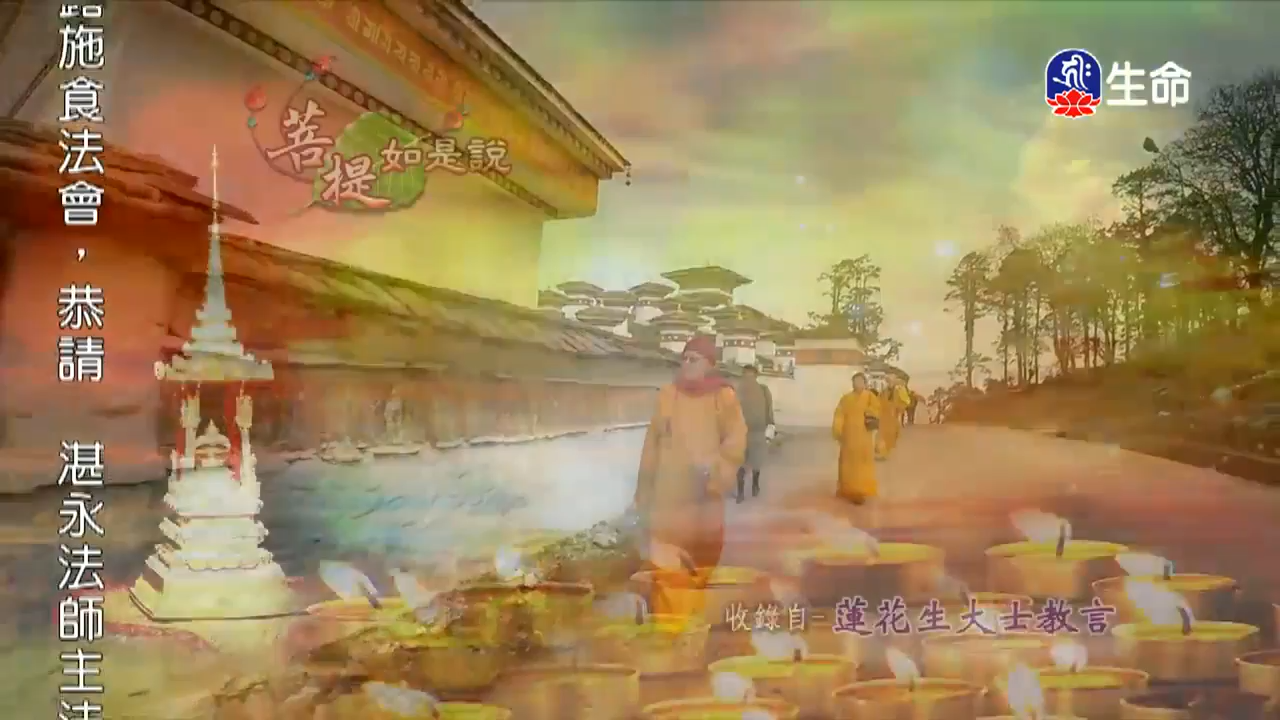 施食法會，恭請 湛永法師主法
菩提如是說
生命
收錄自-蓮花生大士教言